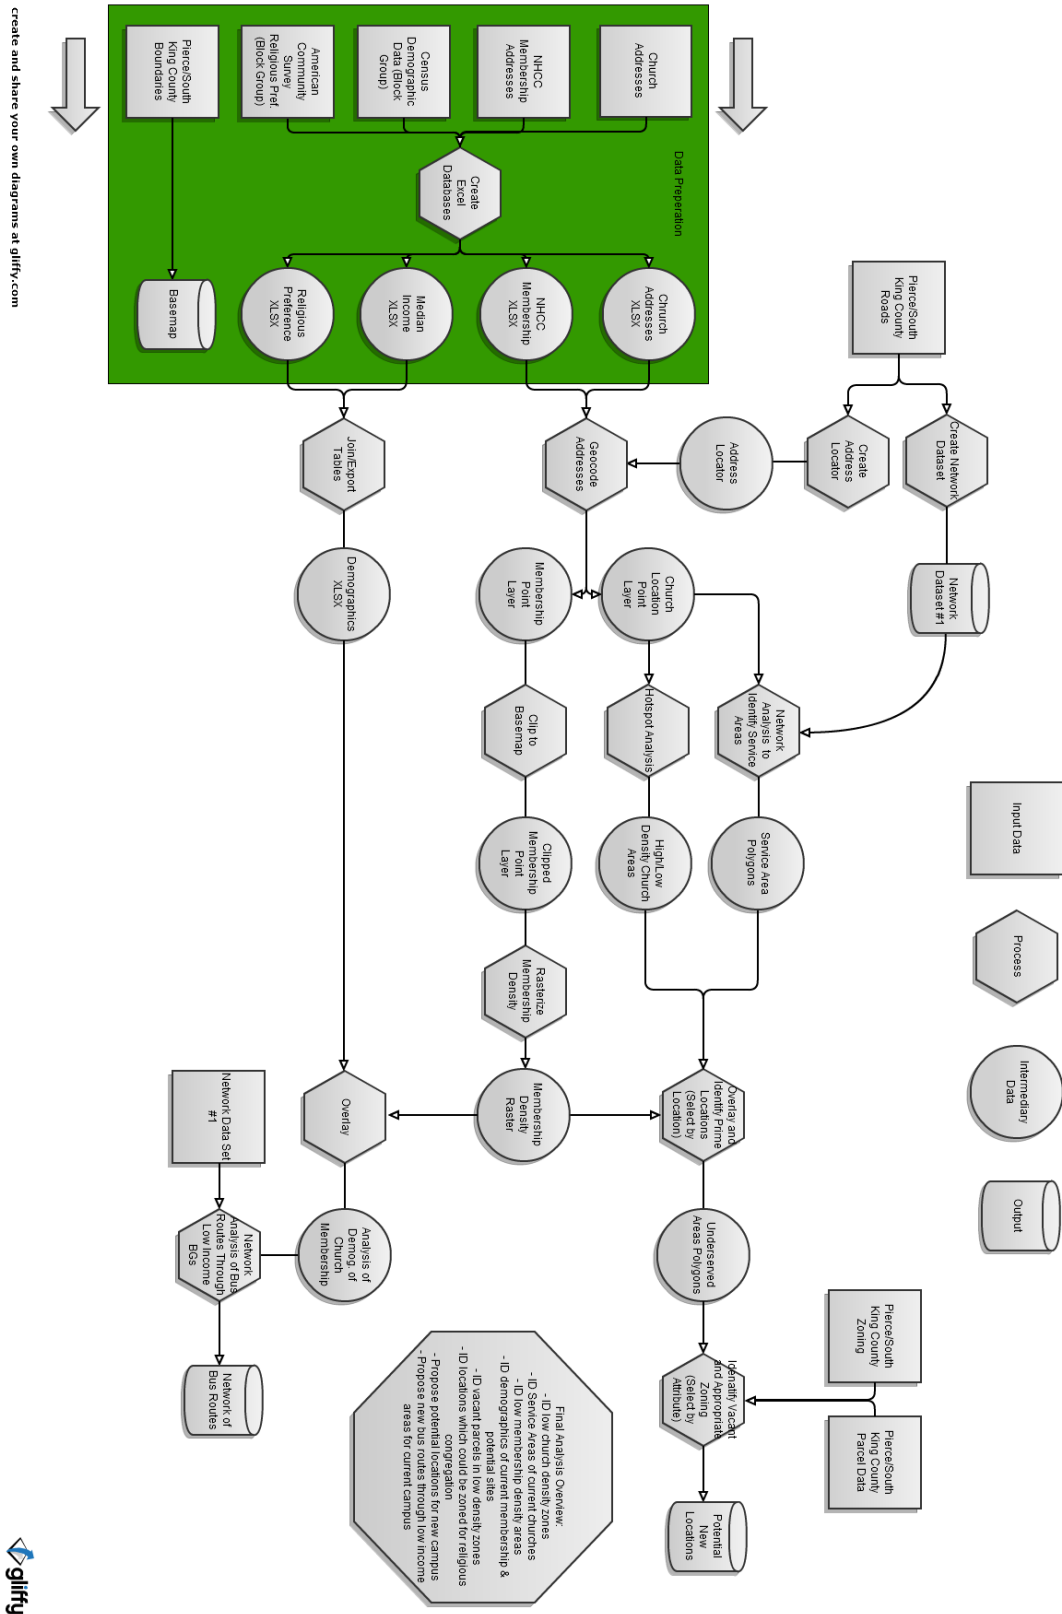 create and share your own diagrams at gliffy.com
Pierce/South
King County
Boundaries
American
Community
Survey
Religious Pref.
(Block Group)
Census
Demographic
Data (Block
Group)
NHCC
Membership
Addresses
Church
Addresses
Data Preperation
Create
Excel
Databases
Basemap
Religious
Preference
XLSX
Median
Income
XLSX
NHCC
Membership
XLSX
Chrurch
Addresses
XLSX
Pierce/South
King County
Roads
Join/Export
Tables
Geocode
Addresses
Address
Locator
Create
Address
Locator
Create Network
Dataset
Demographics
XLSX
Membership
Point
Layer
Church
Location
Point
Layer
Network
Dataset #1
Clip to
Basemap
Hotspot Analysis
Network
Analysis to
Identify Service
Areas
Clipped
Membership
Point
Layer
High/Low
Density Church
Areas
Service Area
Polygons
Input Data
Process
Intermediary
Data
Output
Rasterize
Membership
Density
Membership
Density
Raster
Overlay and
Identify Prime
Locations
(Select by
Location)
Overlay
Network Data Set
#1
Network
Analysis of Bus
Routes Through
Low Income
BGs
Analysis of
Demog. of
Church
Membership
Underserved
Areas Polygons
Pierce/South
King County
Zoning
Pierce/South
King County
Parcel Data
Idenatify Vacant
and Appropriate
Zoning
(Select by
Attribute)
Network of
Bus Routes
Potential
New
Locations
Final Analysis Overview:
- ID low church density zones
- ID Service Areas of current churches
- ID low membership density areas
- ID demographics of current membership &
potential sites
- ID vacant parcels in low density zones
- ID locations which could be zoned for religious
congregation
- Propose potential locations for new campus
- Propose new bus routes through low income
areas for current campus
gliffy